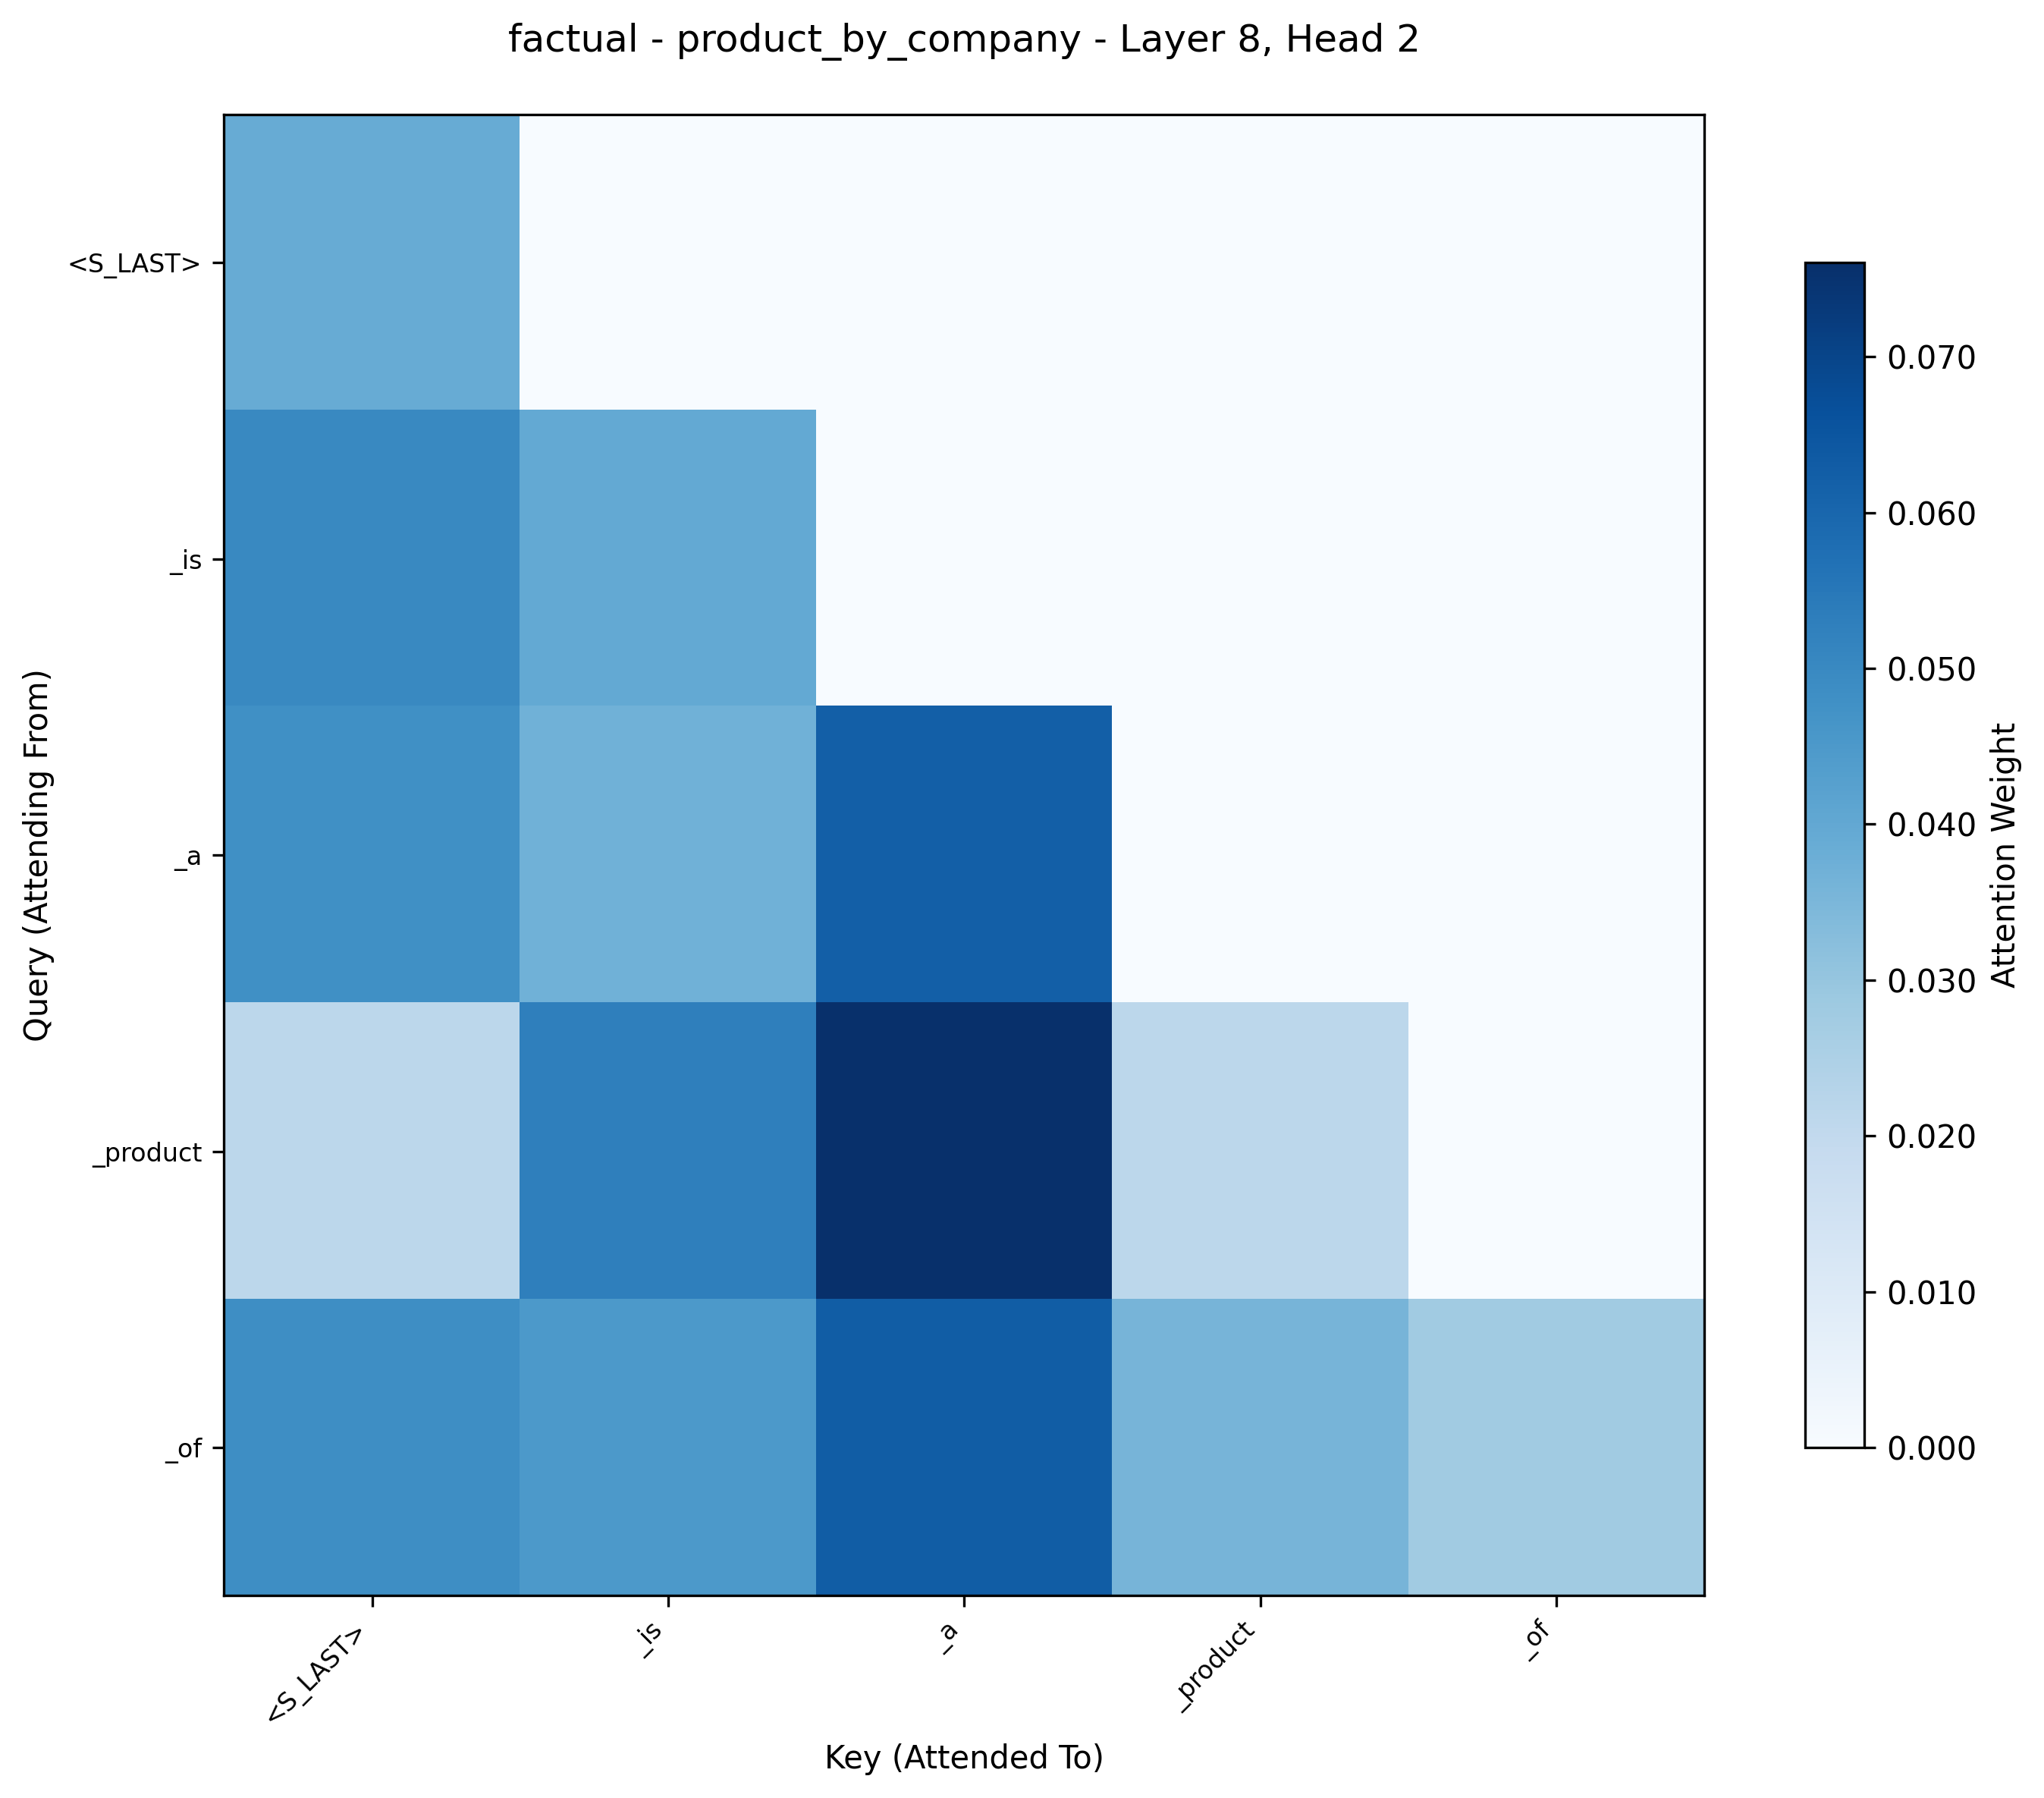 factual - product_by_company - Layer 8, Head 2
Query (Attending From)
<S_LAST>
_is
_a
_product
_of
<S_LAST>
_is
_a
_product
_of
Key (Attended To)
0.070
0.060
0.050
0.040
0.030
0.020
0.010
0.000
Attention Weight